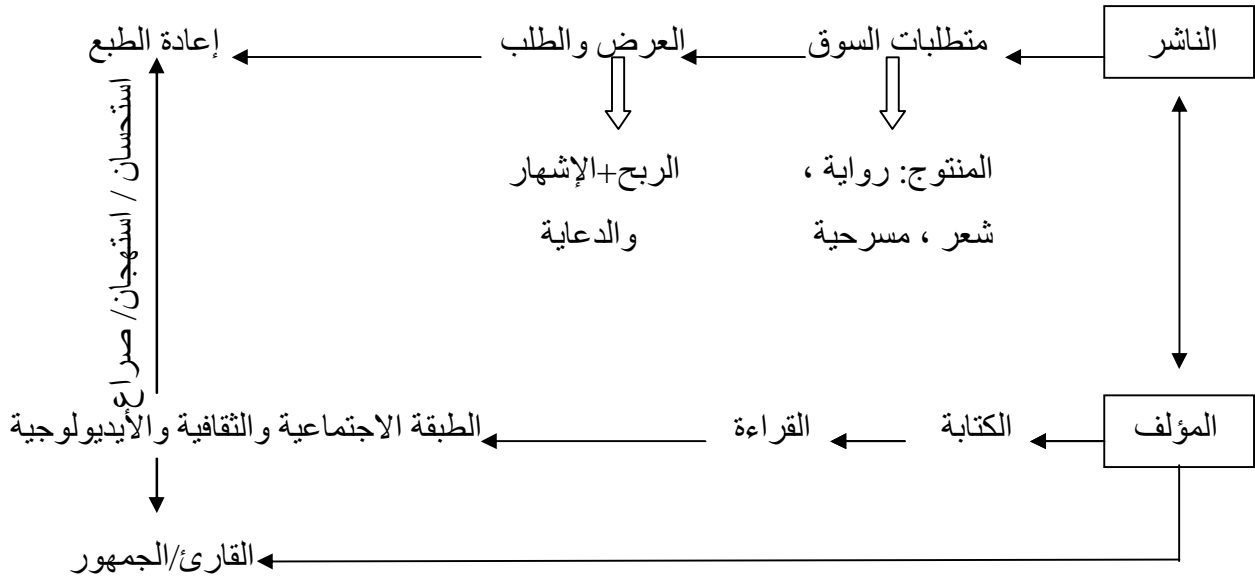 الناشر
متطلبات السوق
العرض والطلب
إعادة الطبع
المنتوج: رواية ،
شعر ، مسرحية
الربح+الإشهار
والدعاية
استحسان / استهجان/ صراع
المؤلف
الكتابة
القراءة
الطبقة الاجتماعية والثقافية والأيديولوجية
القارئ/الجمهور